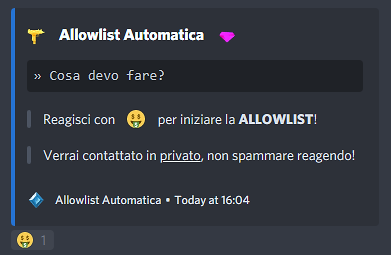 Allowlist Automatica
» Cosa devo fare?
Reagisci con 🤑 per iniziare la ALLOWLIST!
Verrai contattato in privato, non spammare reagendo!
Allowlist Automatica • Today at 16:04
🤑 1